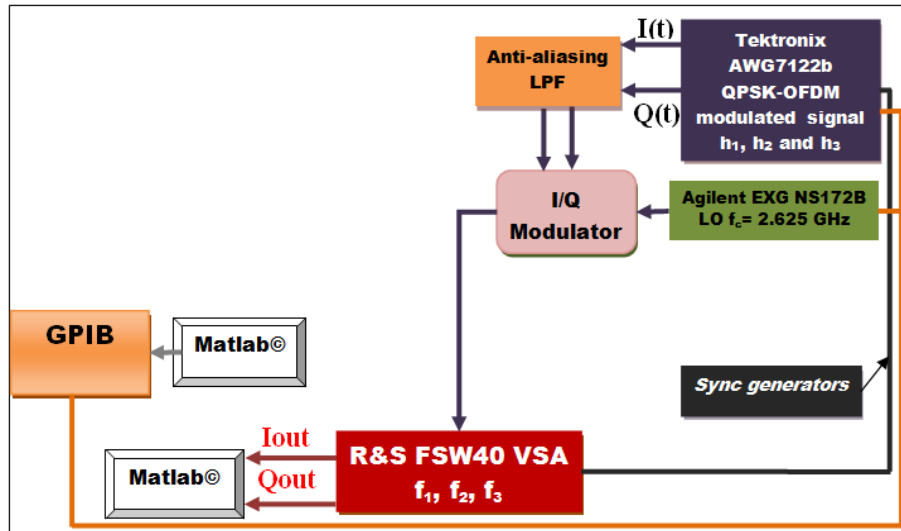 I(t)
Q(t)
Anti-aliasing
LPF
Tektronix
AWG7122b
QPSK-OFDM
modulated signal
h₁, h₂ and h₃
I/Q
Modulator
Agilent EXG NS172B
LO f꜀= 2.625 GHz
GPIB
Matlab©
Sync generators
Matlab©
Iout
Qout
R&S FSW40 VSA
f₁, f₂, f₃